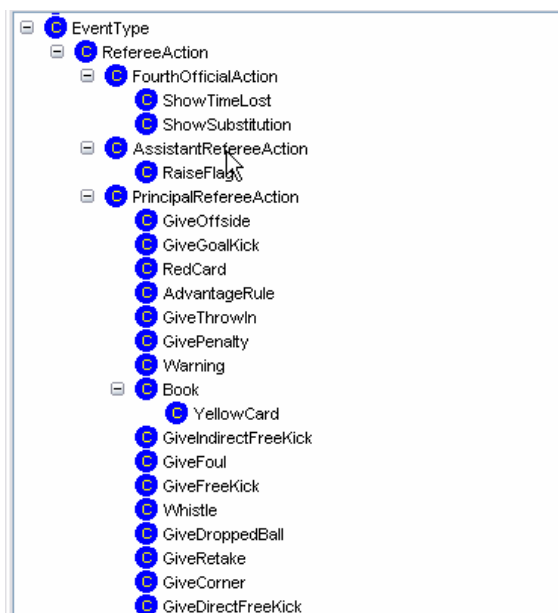 EventType
RefereeAction
FourthOfficialAction
ShowTimeLost
ShowSubstitution
AssistantRefereeAction
RaiseFlag
PrincipalRefereeAction
GiveOffside
GiveGoalKick
RedCard
AdvantageRule
GiveThrowIn
GivePenalty
Warning
Book
YellowCard
GiveIndirectFreeKick
GiveFoul
GiveFreeKick
Whistle
GiveDroppedBall
GiveRetake
GiveCorner
GiveDirectFreeKick